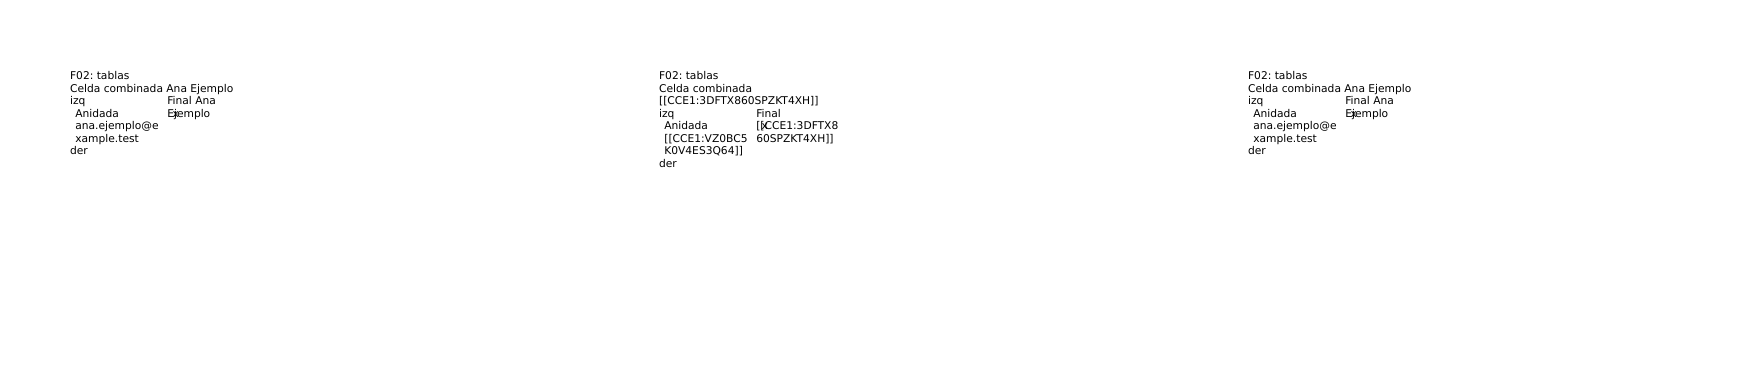 F02: tablas
Celda combinada Ana Ejemplo
izq
Final Ana
Anidada
Ejemplo
x
ana.ejemplo@e
xample.test
der
F02: tablas
Celda combinada
[[CCE1:3DFTX860SPZKT4XH]]
izq
Final
Anidada
[[CCE1:3DFTX8
x
[[CCE1:VZ0BC5
60SPZKT4XH]]
K0V4ES3Q64]]
der
F02: tablas
Celda combinada Ana Ejemplo
izq
Final Ana
Anidada
Ejemplo
x
ana.ejemplo@e
xample.test
der